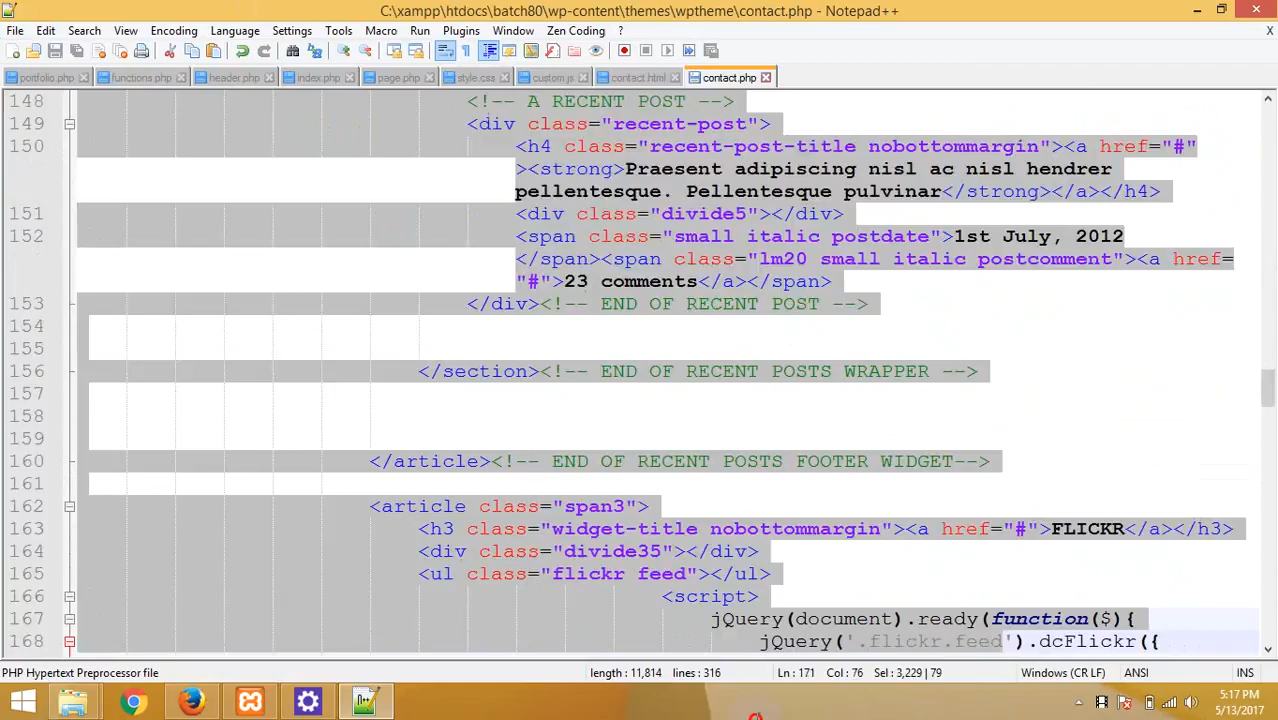 C:\xampp\htdocs\batch80\wp-content\themes\wptheme\contact.php - Notepad++
File Edit Search View Encoding Language Settings Tools Macro Run Plugins Window Zen Coding ? X
portfolio.php functions.php header.php index.php page.php style.css custom.js contact.html contact.php
148 <!-- A RECENT POST -->
149 <div class="recent-post">
150 <h4 class="recent-post-title nobottommargin"><a href="#"
><strong>Praesent adipiscing nisl ac nisl hendrer
pellentesque. Pellentesque pulvinar</strong></a></h4>
151 <div class="divide5"></div>
152 <span class="small italic postdate">1st July, 2012
</span><span class="lm20 small italic postcomment"><a href=
"#">23 comments</a></span>
153 </div><!-- END OF RECENT POST -->
154
155
156 </section><!-- END OF RECENT POSTS WRAPPER -->
157
158
159
160 </article><!-- END OF RECENT POSTS FOOTER WIDGET-->
161
162 <article class="span3">
163 <h3 class="widget-title nobottommargin"><a href="#">FLICKR</a></h3>
164 <div class="divide35"></div>
165 <ul class="flickr feed"></ul>
166 <script>
167 jQuery(document).ready(function($){
168 jQuery('.flickr.feed').dcFlickr({
PHP Hypertext Preprocessor file length : 11,814 lines : 316 Ln : 171 Col : 76 Sel : 3,229 | 79 Windows (CR LF) ANSI INS
5:17 PM
5/13/2017